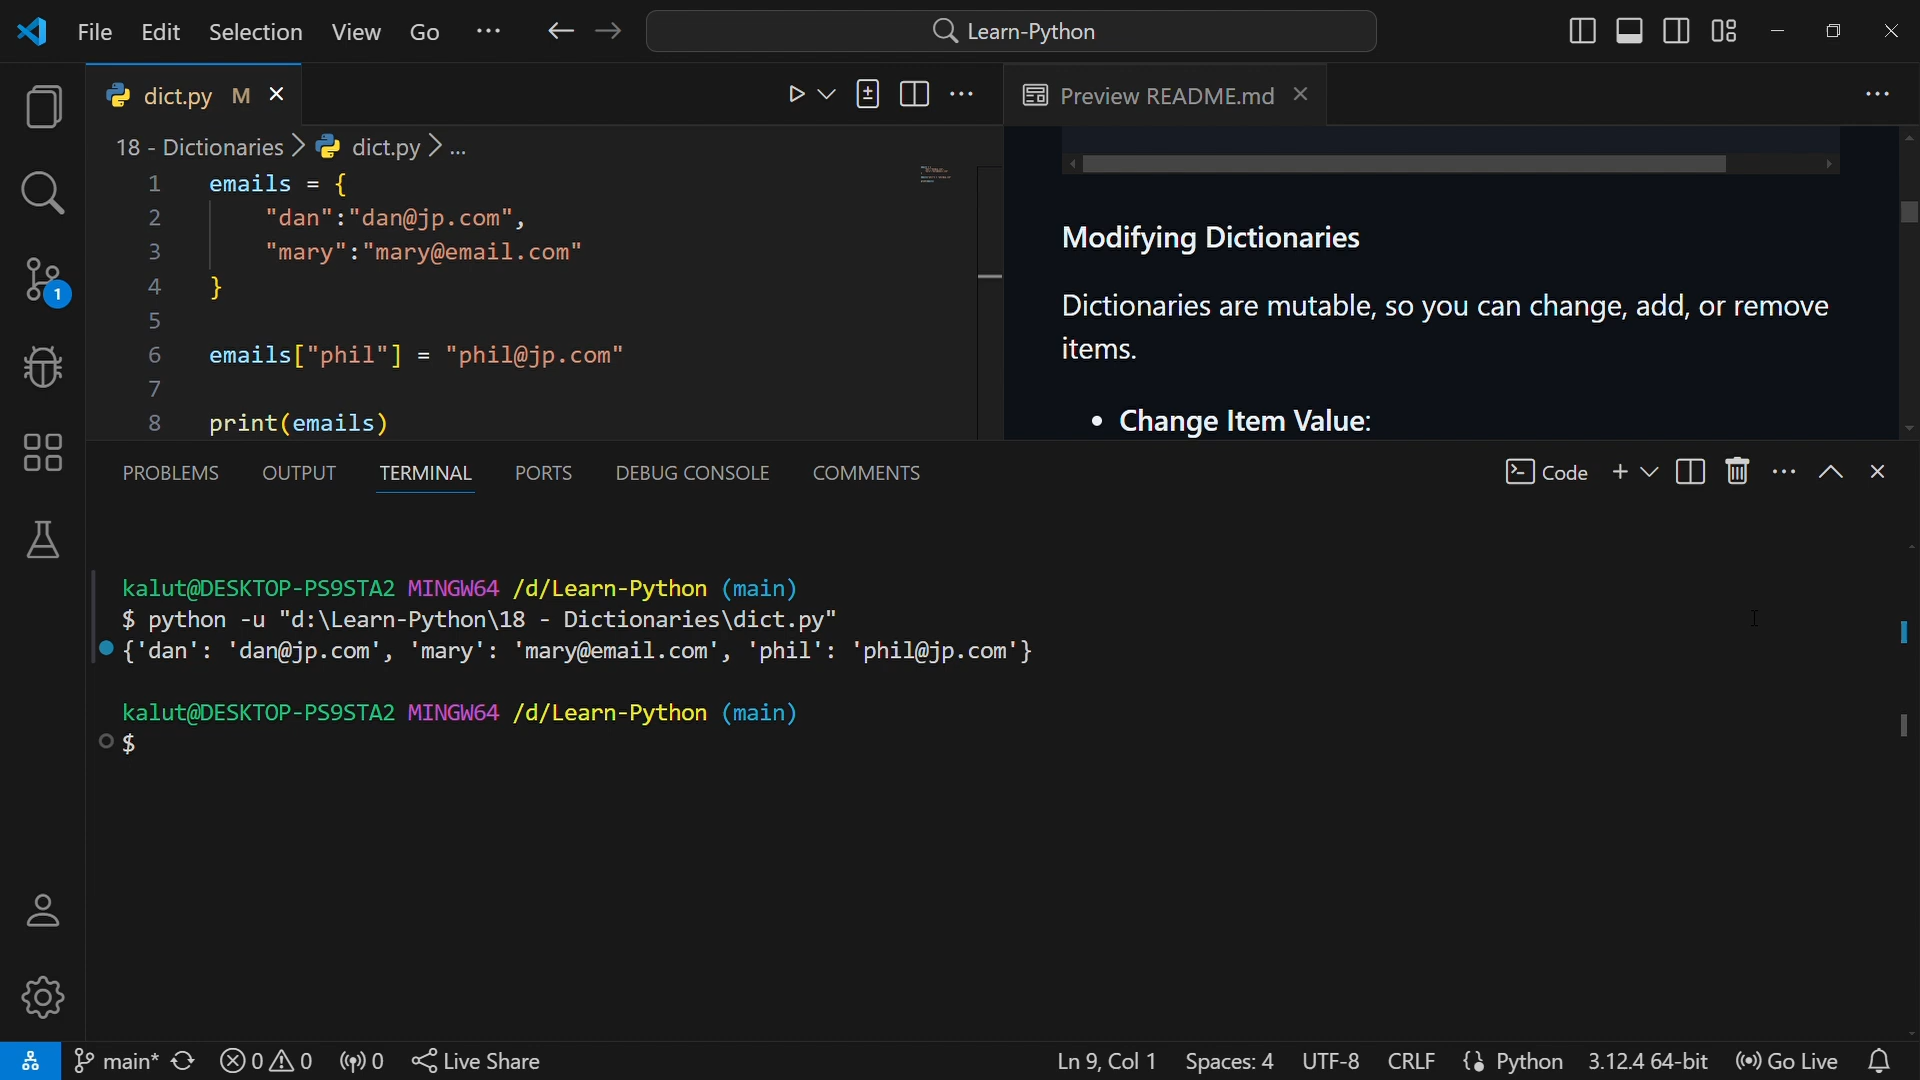 File Edit Selection View Go ··· Learn-Python
dict.py M
Preview README.md
18 - Dictionaries > dict.py > ...
1 emails = {
2 "dan":"dan@jp.com",
3 "mary":"mary@email.com"
4 }
5
6 emails["phil"] = "phil@jp.com"
7
8 print(emails)
Modifying Dictionaries
Dictionaries are mutable, so you can change, add, or remove
items.
• Change Item Value:
PROBLEMS OUTPUT TERMINAL PORTS DEBUG CONSOLE COMMENTS Code
kalut@DESKTOP-PS9STA2 MINGW64 /d/Learn-Python (main)
$ python -u "d:\Learn-Python\18 - Dictionaries\dict.py"
{'dan': 'dan@jp.com', 'mary': 'mary@email.com', 'phil': 'phil@jp.com'}
kalut@DESKTOP-PS9STA2 MINGW64 /d/Learn-Python (main)
$
1
main* 0 0 0 Live Share Ln 9, Col 1 Spaces: 4 UTF-8 CRLF {} Python 3.12.4 64-bit Go Live